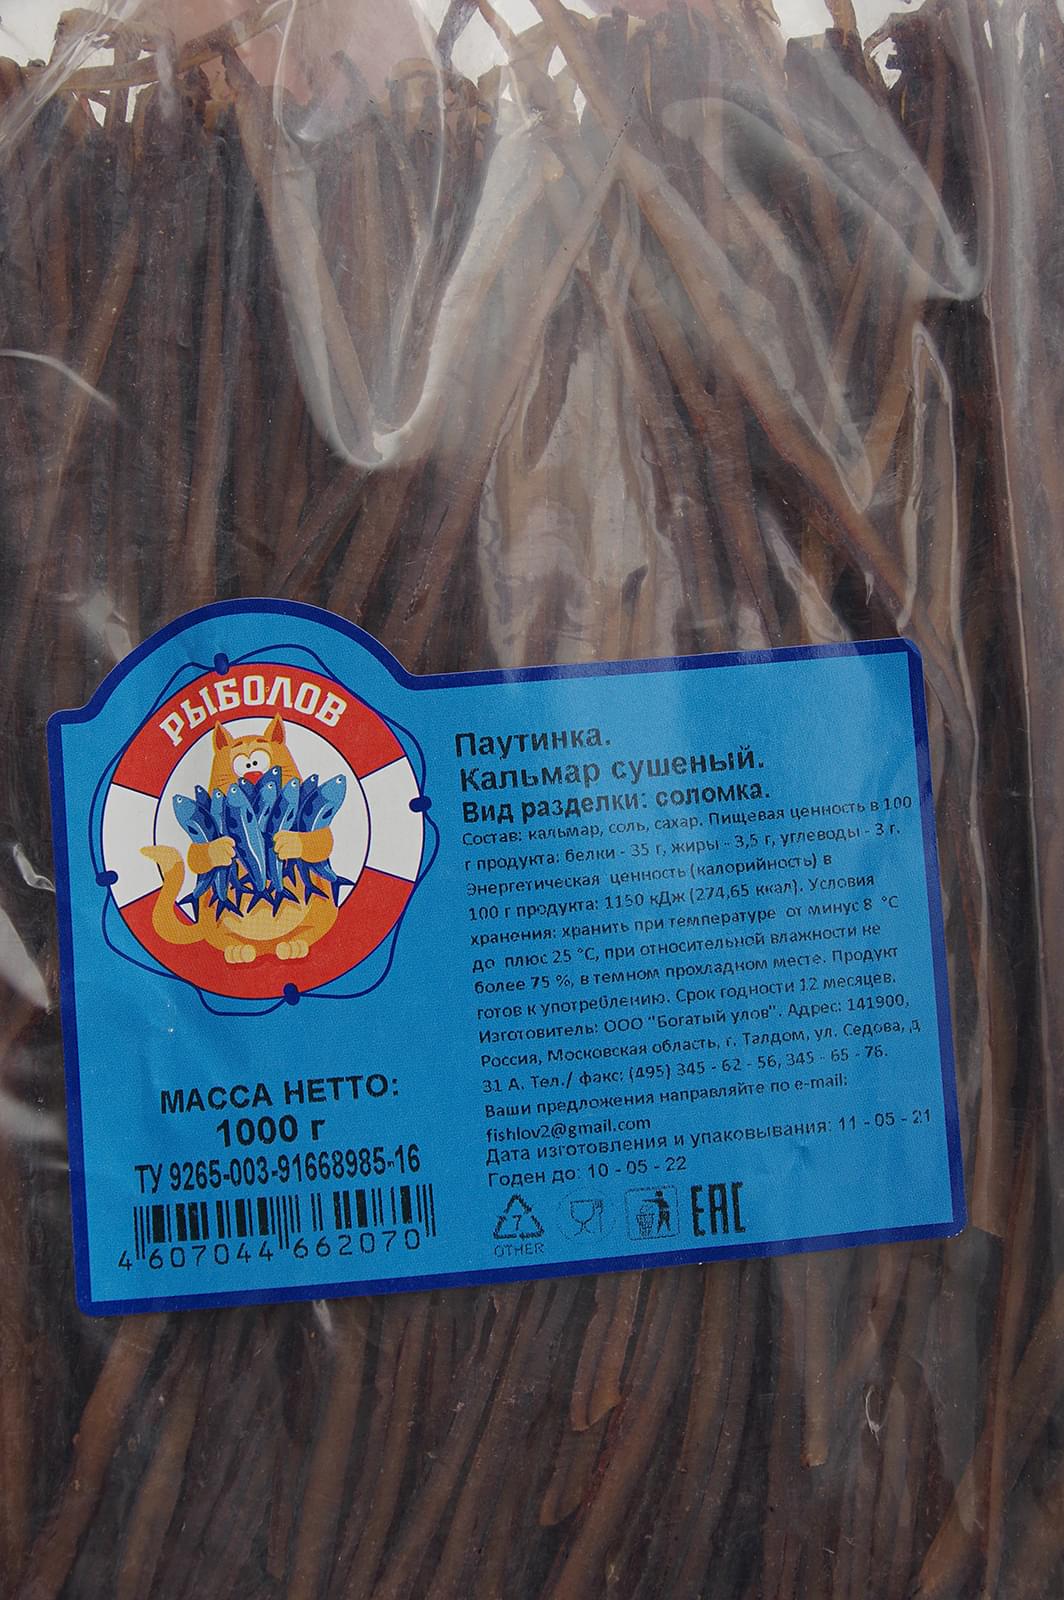 РЫБОЛОВ
Паутинка.
Кальмар сушеный.
Вид разделки: соломка.
Состав: кальмар, соль, сахар. Пищевая ценность в 100
г продукта: белки - 35 г, жиры - 3,5 г, углеводы - 3 г.
Энергетическая ценность (калорийность) в
100 г продукта: 1150 кДж (274,65 ккал). Условия
хранения: хранить при температуре от минус 8 °С
до плюс 25 °С, при относительной влажности не
более 75 %, в темном прохладном месте. Продукт
готов к употреблению. Срок годности 12 месяцев.
Изготовитель: ООО "Богатый улов". Адрес: 141900,
Россия, Московская область, г. Талдом, ул. Седова, д
31 А. Тел./ факс: (495) 345 - 62 - 56, 345 - 65 - 76.
Ваши предложения направляйте по e-mail:
fishlov2@gmail.com
Дата изготовления и упаковывания: 11 - 05 - 21
Годен до: 10 - 05 - 22
7
OTHER
EAC
МАССА НЕТТО:
1000 г
ТУ 9265-003-91668985-16
4 607044 662070